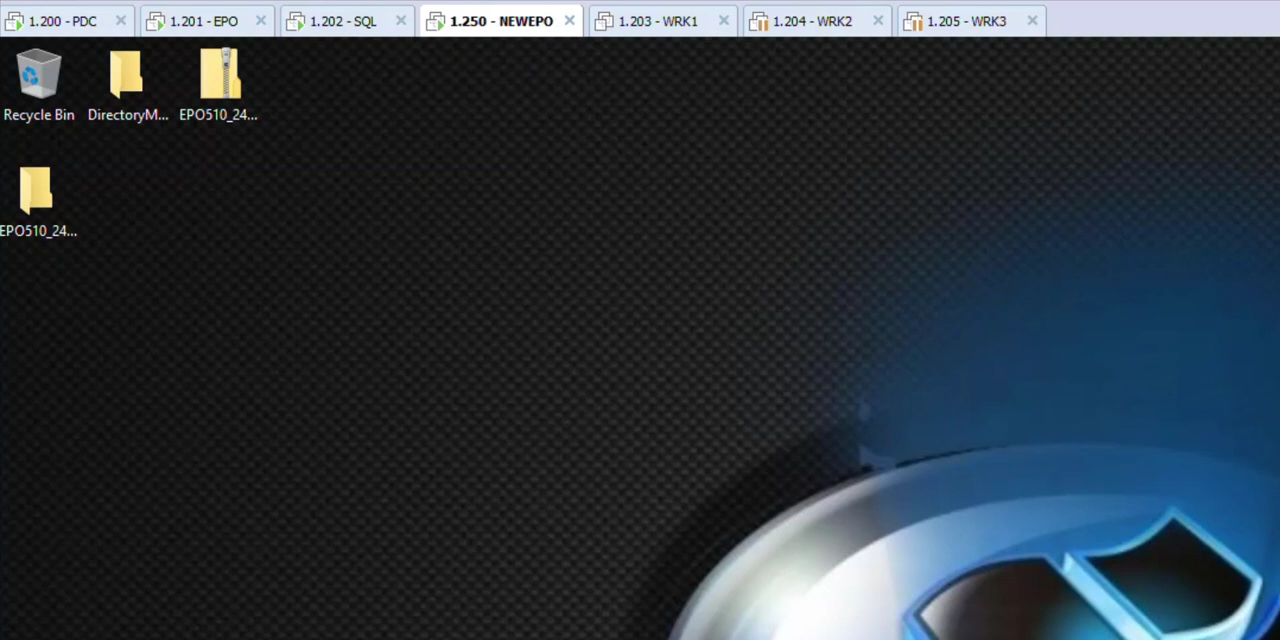 1.200 - PDC
1.201 - EPO
1.202 - SQL
1.250 - NEWEPO
1.203 - WRK1
1.204 - WRK2
1.205 - WRK3
Recycle Bin
DirectoryM...
EPO510_24...
EPO510_24...